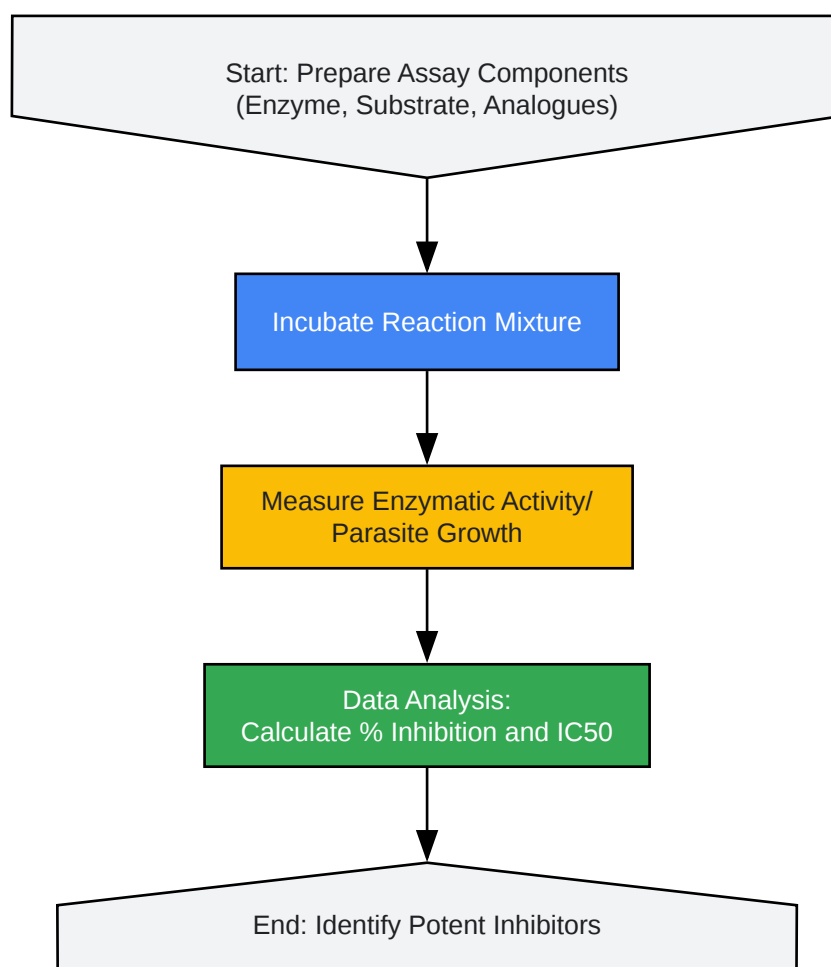 Start: Prepare Assay Components
(Enzyme, Substrate, Analogues)
Incubate Reaction Mixture
Measure Enzymatic Activity/
Parasite Growth
Data Analysis:
Calculate % Inhibition and IC50
End: Identify Potent Inhibitors